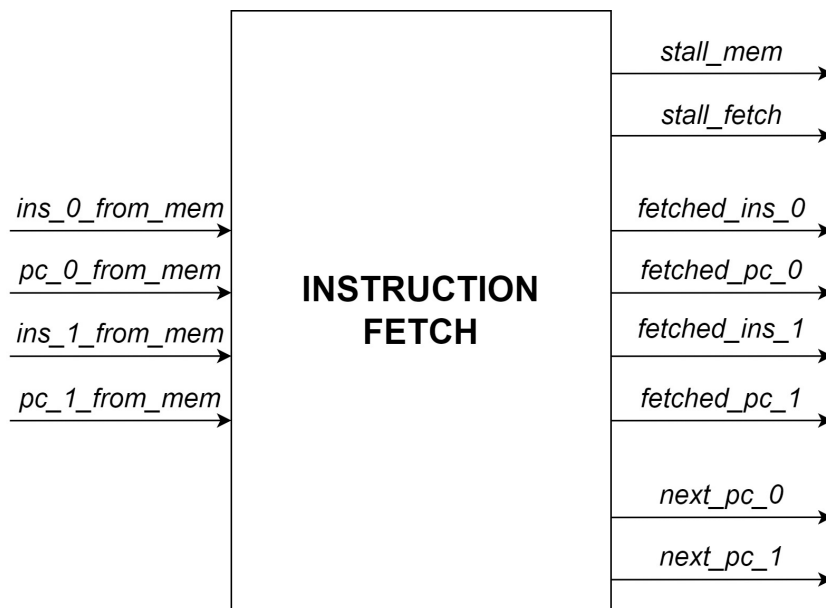 stall_mem
stall_fetch
ins_0_from_mem
pc_0_from_mem
ins_1_from_mem
pc_1_from_mem
INSTRUCTION
FETCH
fetched_ins_0
fetched_pc_0
fetched_ins_1
fetched_pc_1
next_pc_0
next_pc_1